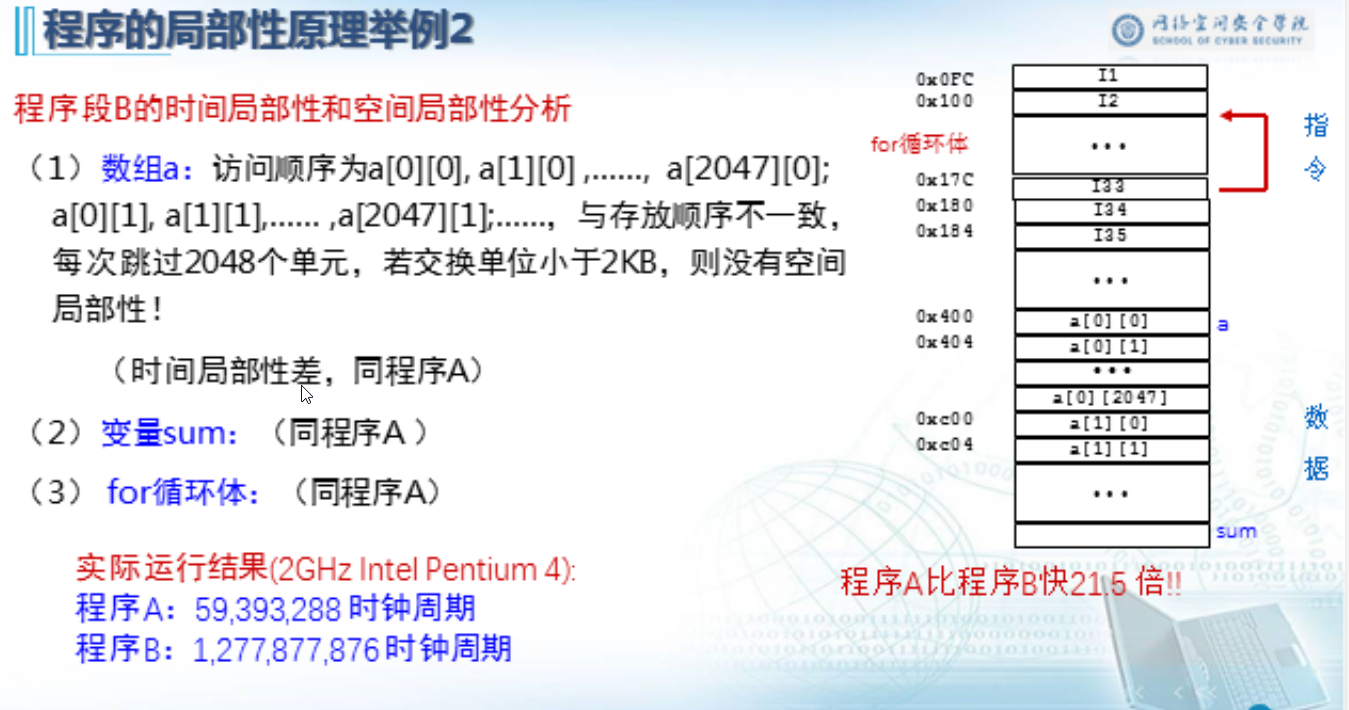 程序的局部性原理举例2
网络空间安全学院
SCHOOL OF CYBER SECURITY
程序段B的时间局部性和空间局部性分析
（1）数组a：访问顺序为a[0][0], a[1][0] ,......, a[2047][0];
a[0][1], a[1][1],...... ,a[2047][1];......，与存放顺序不一致，
每次跳过2048个单元，若交换单位小于2KB，则没有空间
局部性！
（时间局部性差，同程序A）
（2）变量sum：（同程序A ）
（3） for循环体：（同程序A）
实际运行结果(2GHz Intel Pentium 4):
程序A：59,393,288 时钟周期
程序B：1,277,877,876时钟周期
0x0FC I1
0x100 I2
for循环体 •••
0x17C I33
0x180 I34
0x184 I35
•••
0x400 a[0][0] a
0x404 a[0][1]
•••
a[0][2047]
0xc00 a[1][0]
0xc04 a[1][1]
•••
sum
指令
数据
程序A比程序B快21.5 倍!!